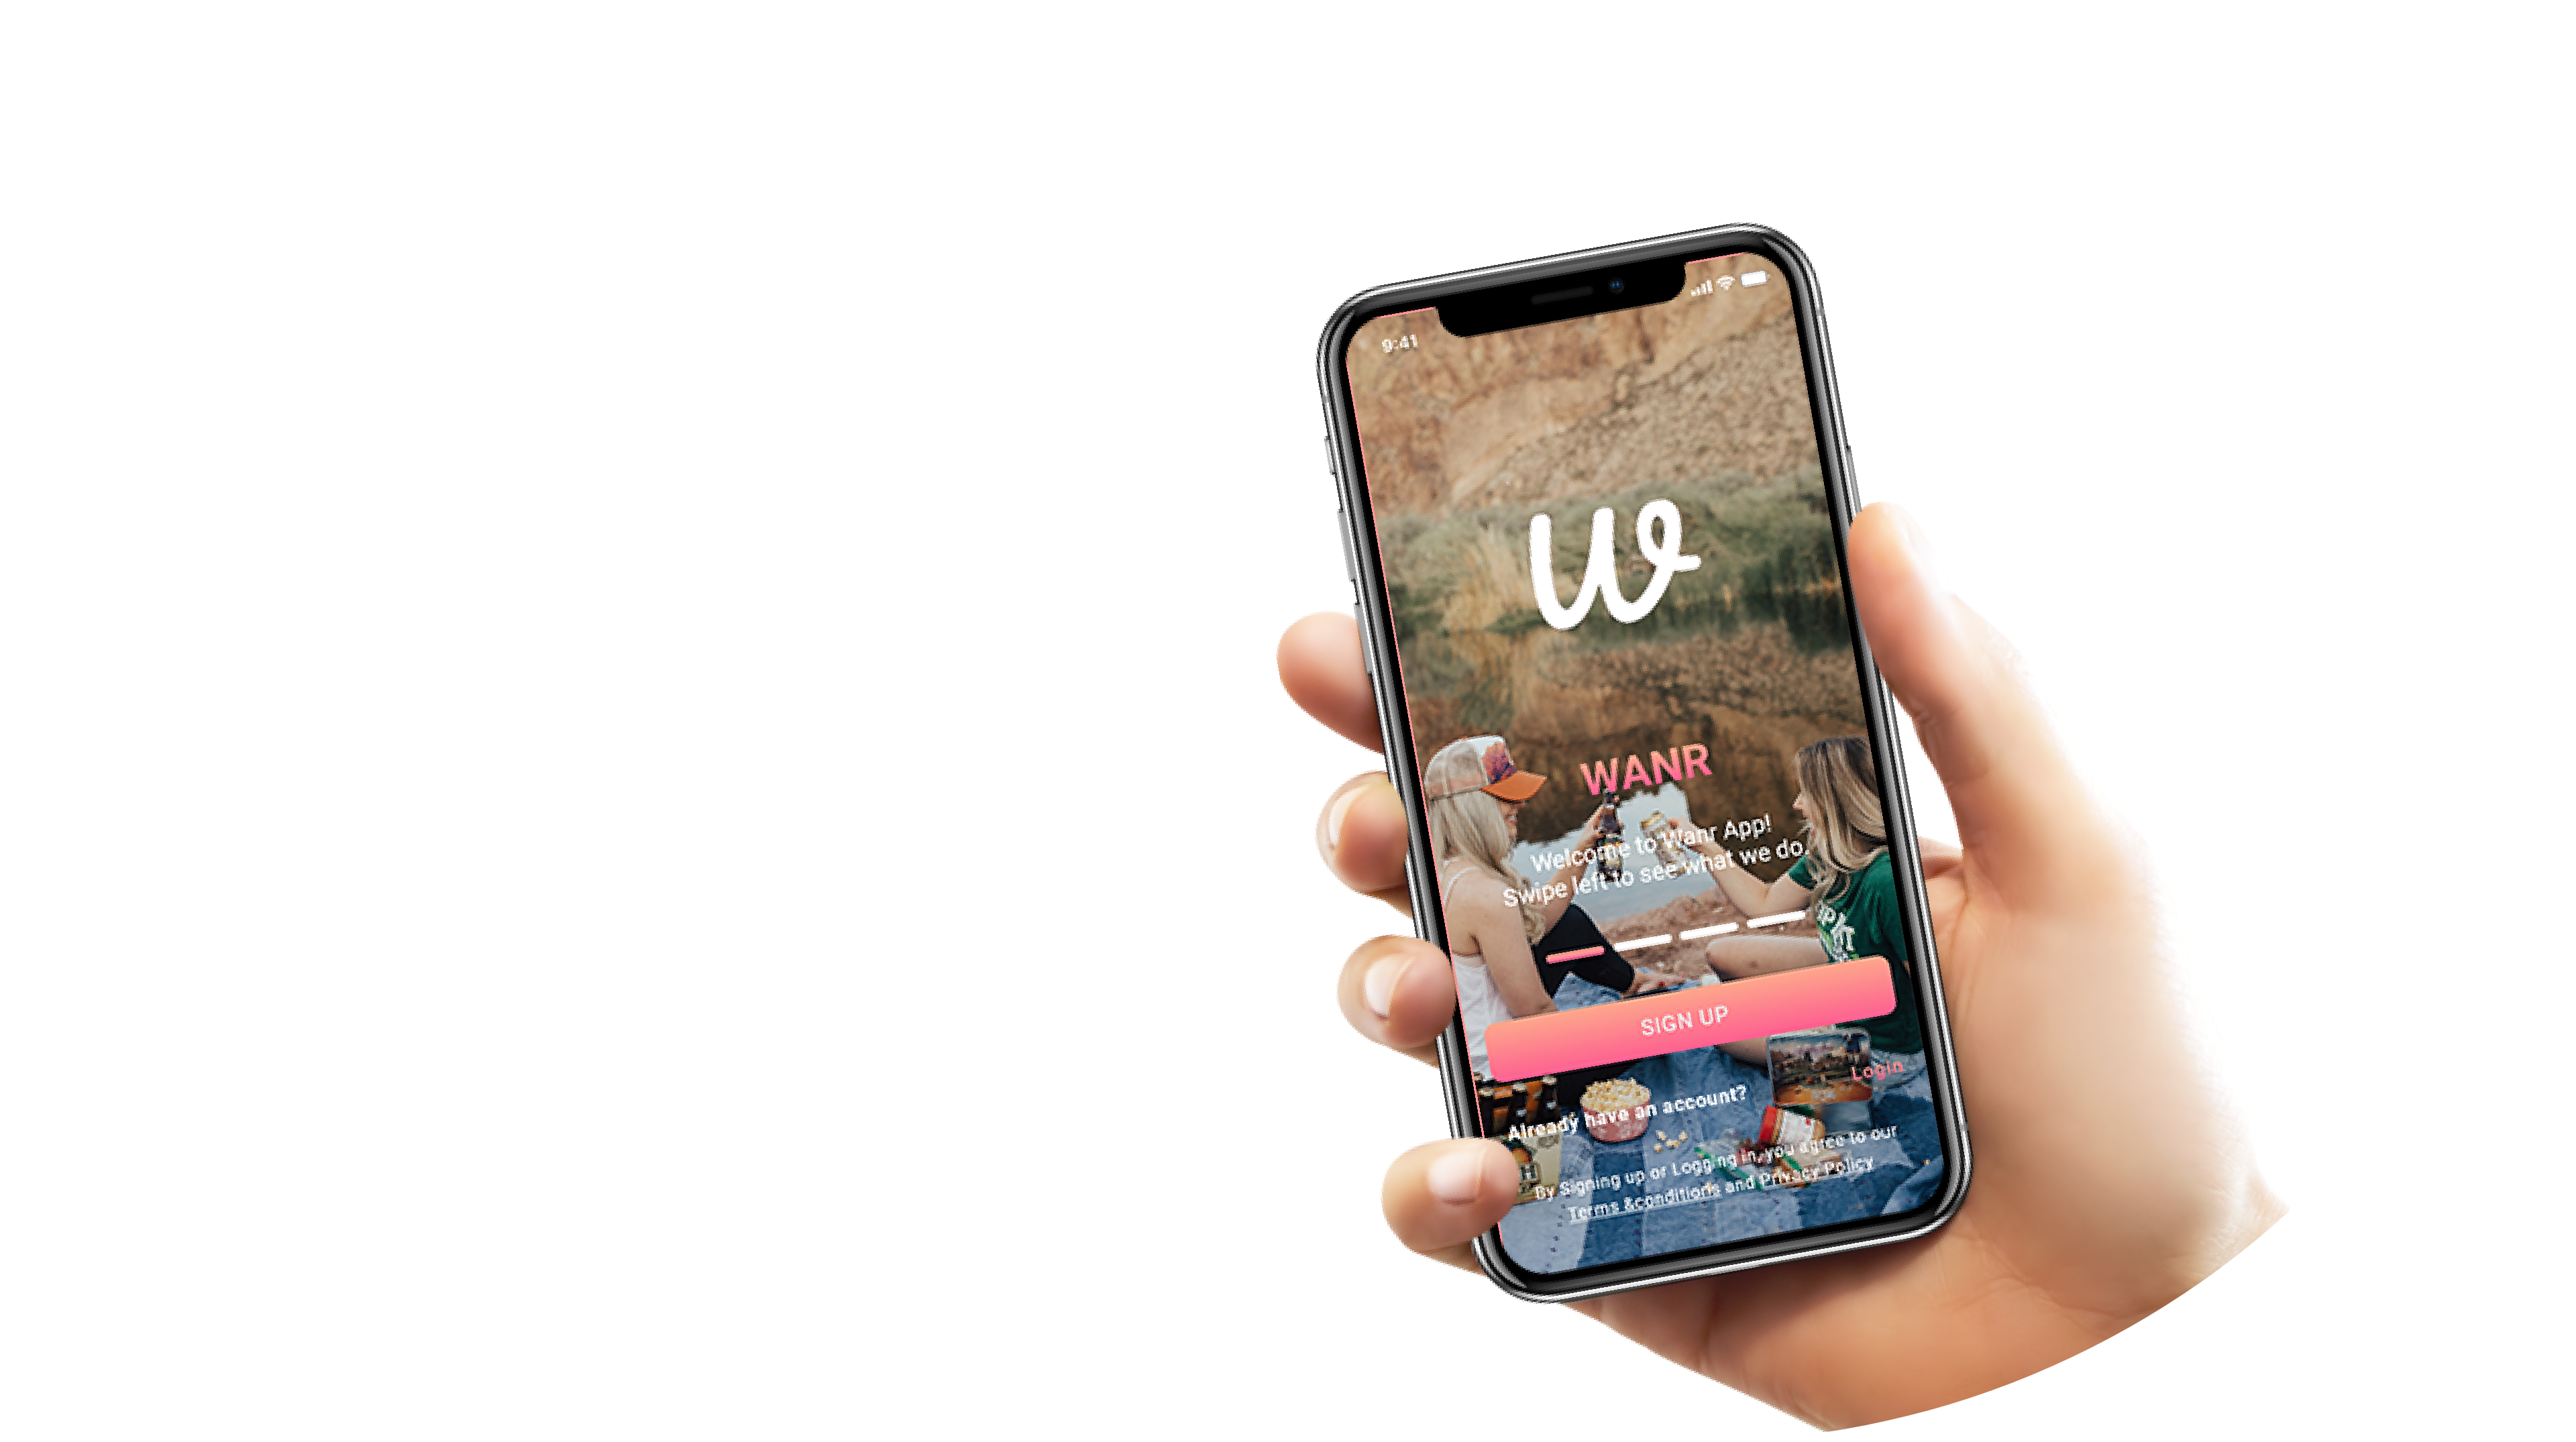 9:41
W
WANR
Welcome to Wanr App!
Swipe left to see what we do.
SIGN UP
Already have an account? Login
By Signing up or Logging in, you agree to our
Terms &conditions and Privacy Policy